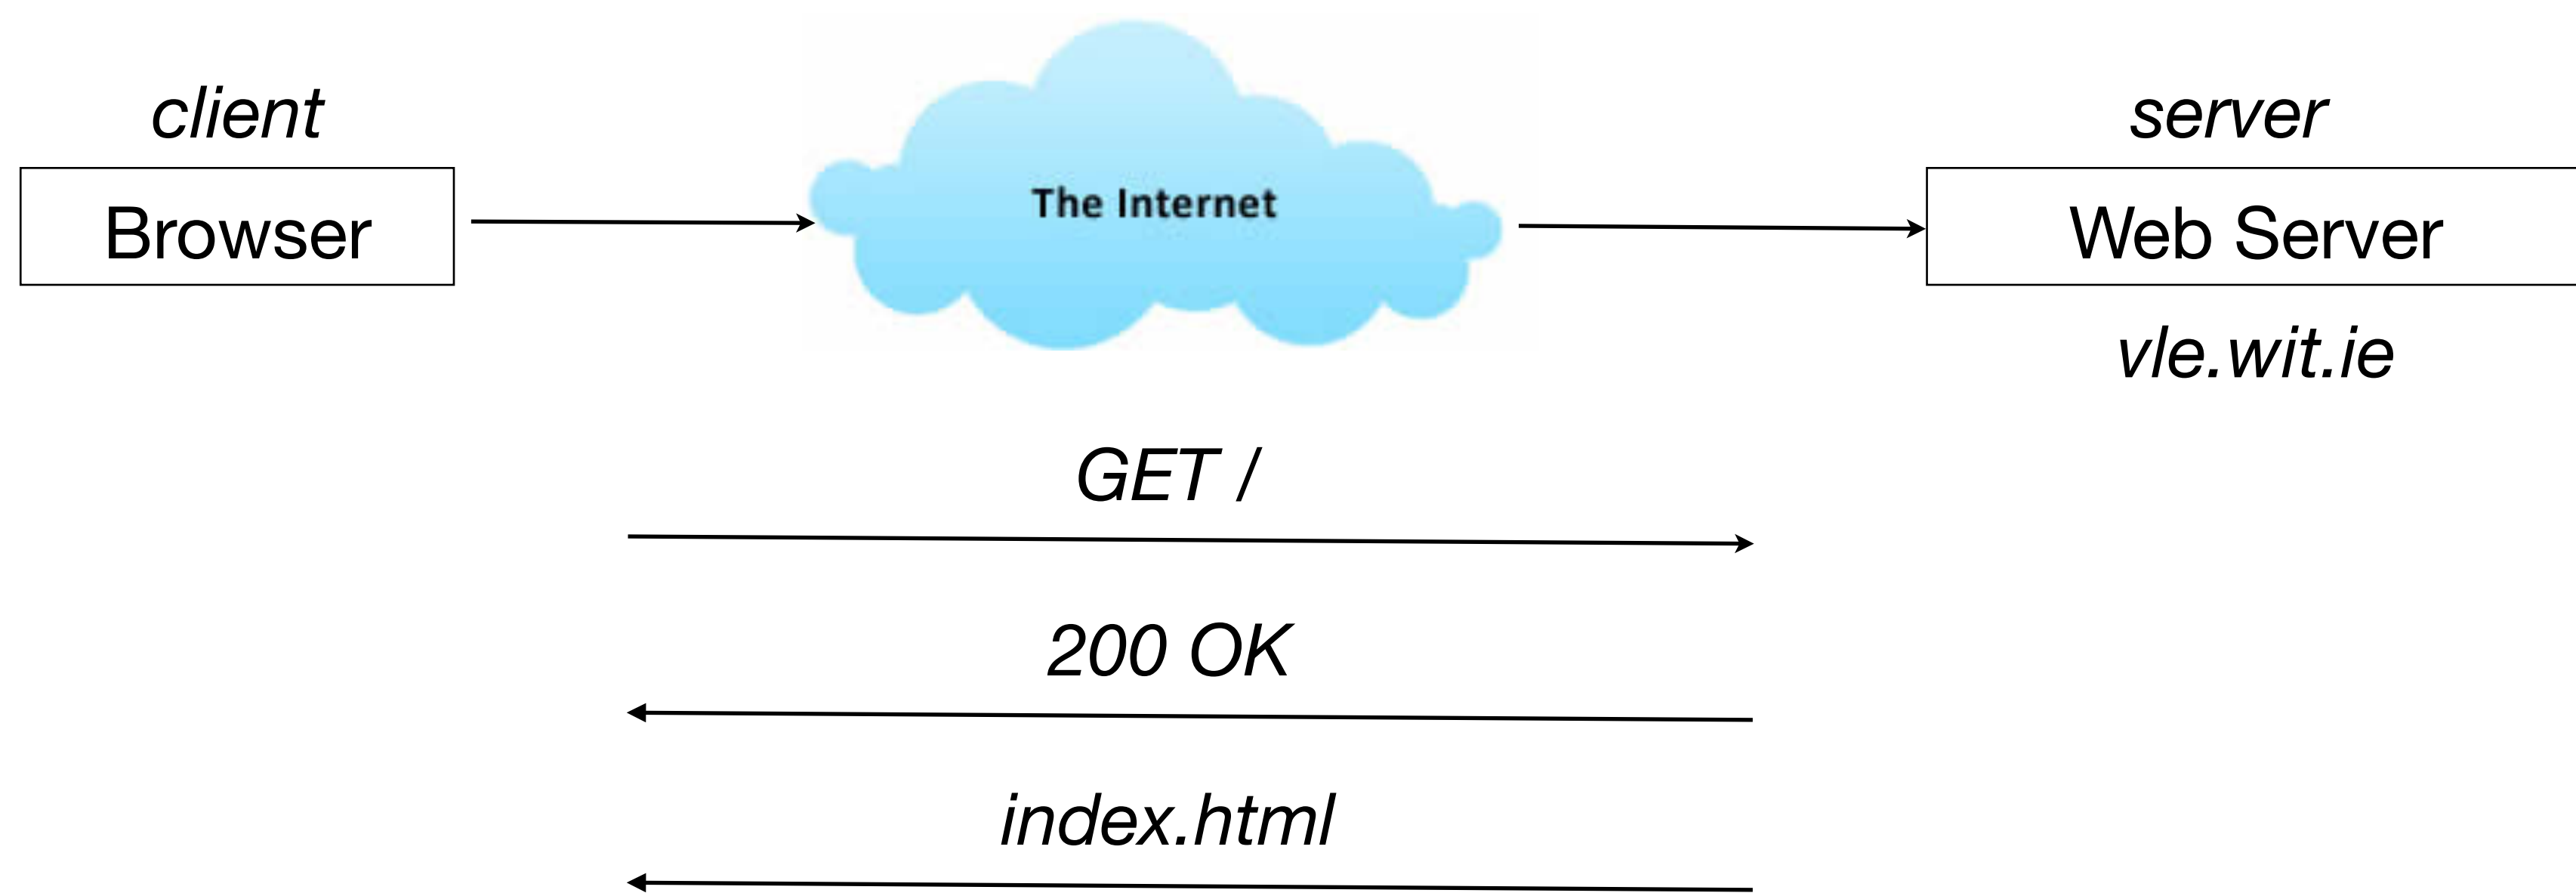 client
server
Browser
The Internet
Web Server
vle.wit.ie
GET /
200 OK
index.html